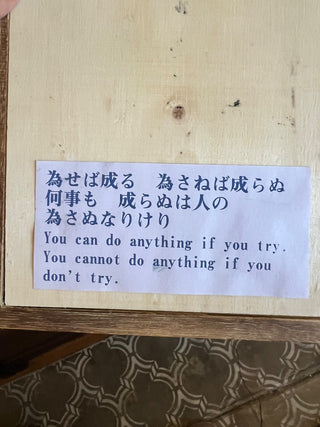 為せば成る　為さねば成らぬ
何事も　成らぬは人の
為さぬなりけり
You can do anything if you try.
You cannot do anything if you
don't try.